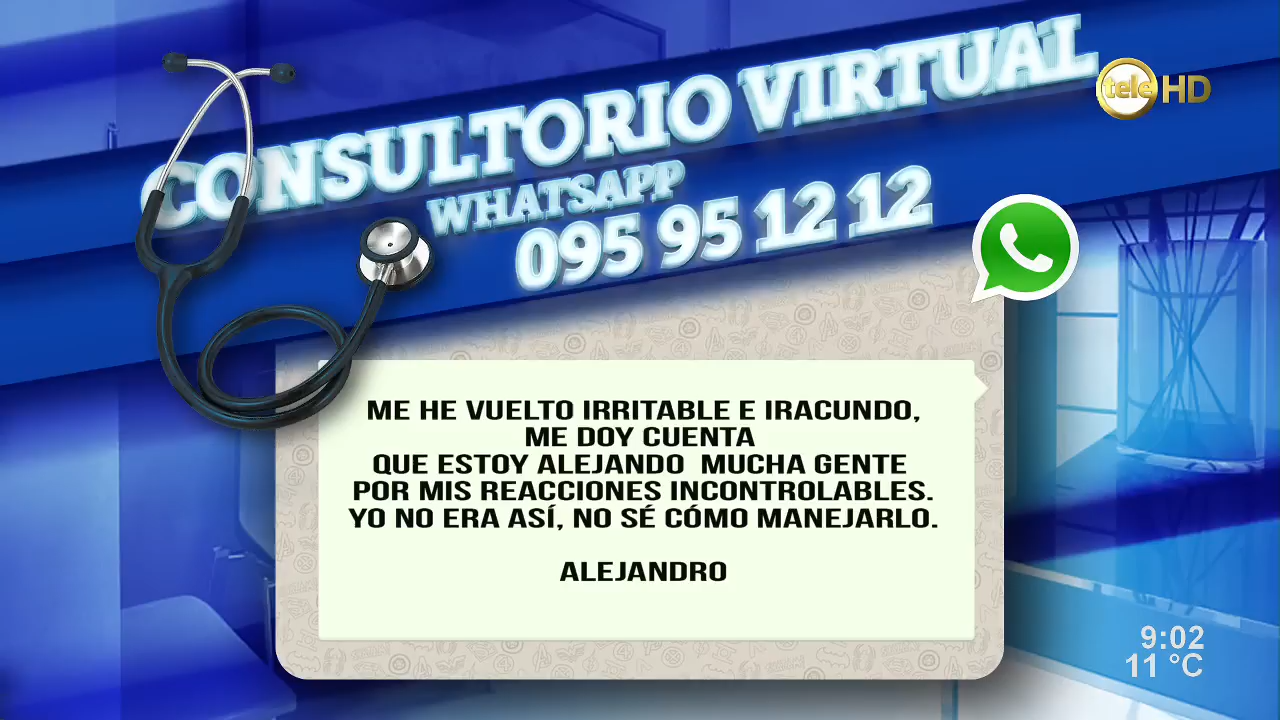 CONSULTORIO VIRTUAL
tele HD
WHATSAPP
095 95 12 12
ME HE VUELTO IRRITABLE E IRACUNDO,
ME DOY CUENTA
QUE ESTOY ALEJANDO MUCHA GENTE
POR MIS REACCIONES INCONTROLABLES.
YO NO ERA ASÍ, NO SÉ CÓMO MANEJARLO.
ALEJANDRO
9:02
11 °C